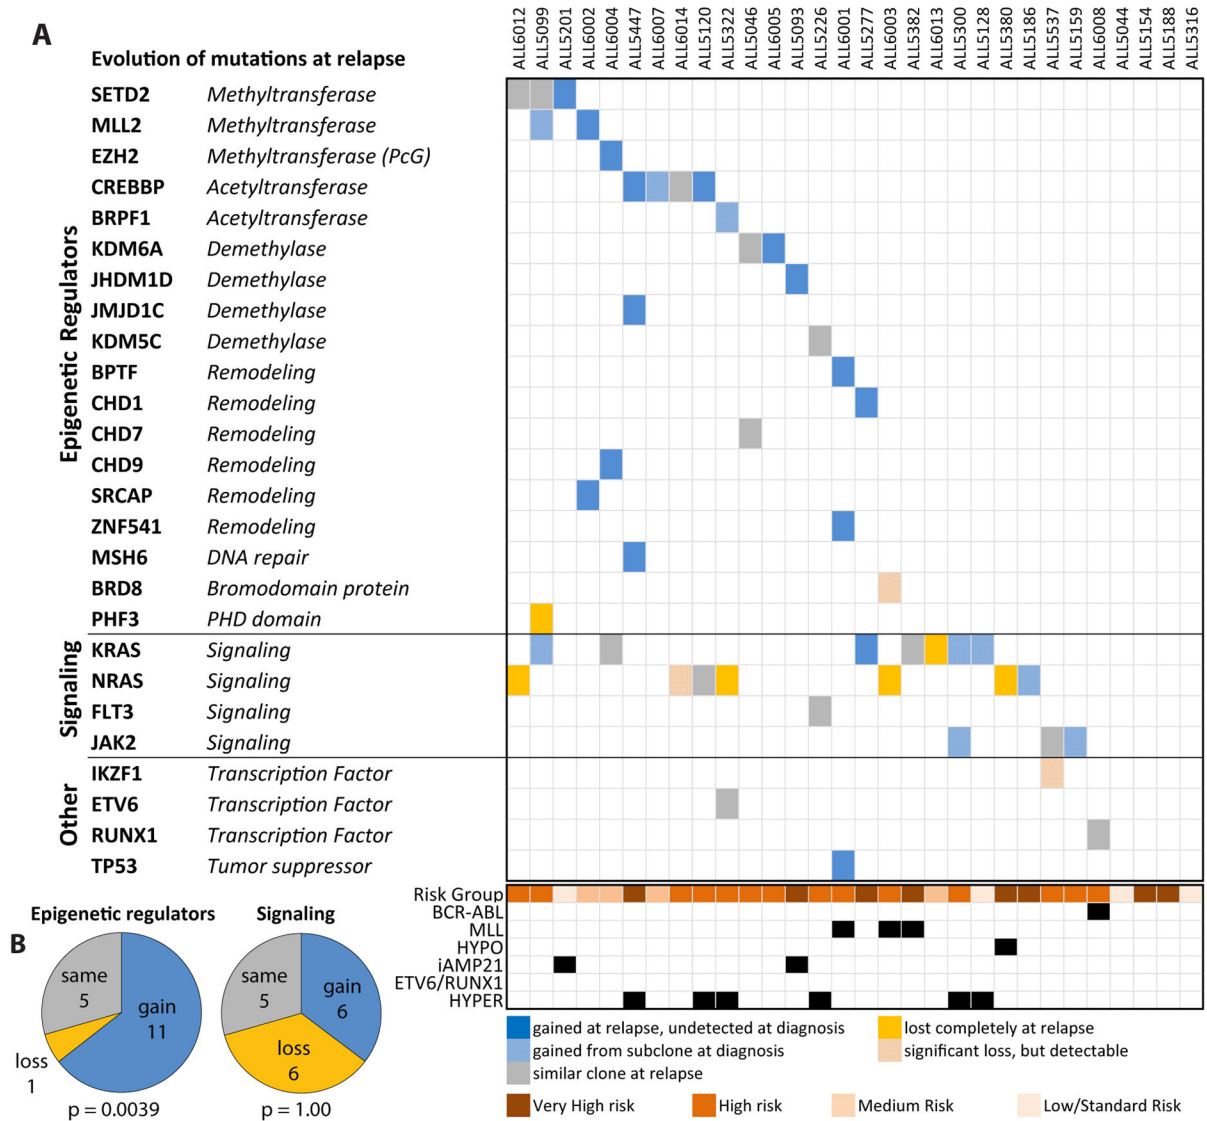 A
Evolution of mutations at relapse
ALL6012 ALL5099 ALL5201 ALL6002 ALL6004 ALL5447 ALL6007 ALL6014 ALL5120 ALL5322 ALL5046 ALL6005 ALL5093 ALL5226 ALL6001 ALL5277 ALL6003 ALL5382 ALL6013 ALL5300 ALL5128 ALL5380 ALL5186 ALL5537 ALL5159 ALL6008 ALL5044 ALL5154 ALL5188 ALL5316
Epigenetic Regulators
SETD2 Methyltransferase
MLL2 Methyltransferase
EZH2 Methyltransferase (PcG)
CREBBP Acetyltransferase
BRPF1 Acetyltransferase
KDM6A Demethylase
JHDM1D Demethylase
JMJD1C Demethylase
KDM5C Demethylase
BPTF Remodeling
CHD1 Remodeling
CHD7 Remodeling
CHD9 Remodeling
SRCAP Remodeling
ZNF541 Remodeling
MSH6 DNA repair
BRD8 Bromodomain protein
PHF3 PHD domain
Signaling
KRAS Signaling
NRAS Signaling
FLT3 Signaling
JAK2 Signaling
Other
IKZF1 Transcription Factor
ETV6 Transcription Factor
RUNX1 Transcription Factor
TP53 Tumor suppressor
Risk Group
BCR-ABL
MLL
HYPO
iAMP21
ETV6/RUNX1
HYPER
gained at relapse, undetected at diagnosis
gained from subclone at diagnosis
similar clone at relapse
lost completely at relapse
significant loss, but detectable
Very High risk High risk Medium Risk Low/Standard Risk
B
Epigenetic regulators
same
5
gain
11
loss
1
p = 0.0039
Signaling
same
5
gain
6
loss
6
p = 1.00